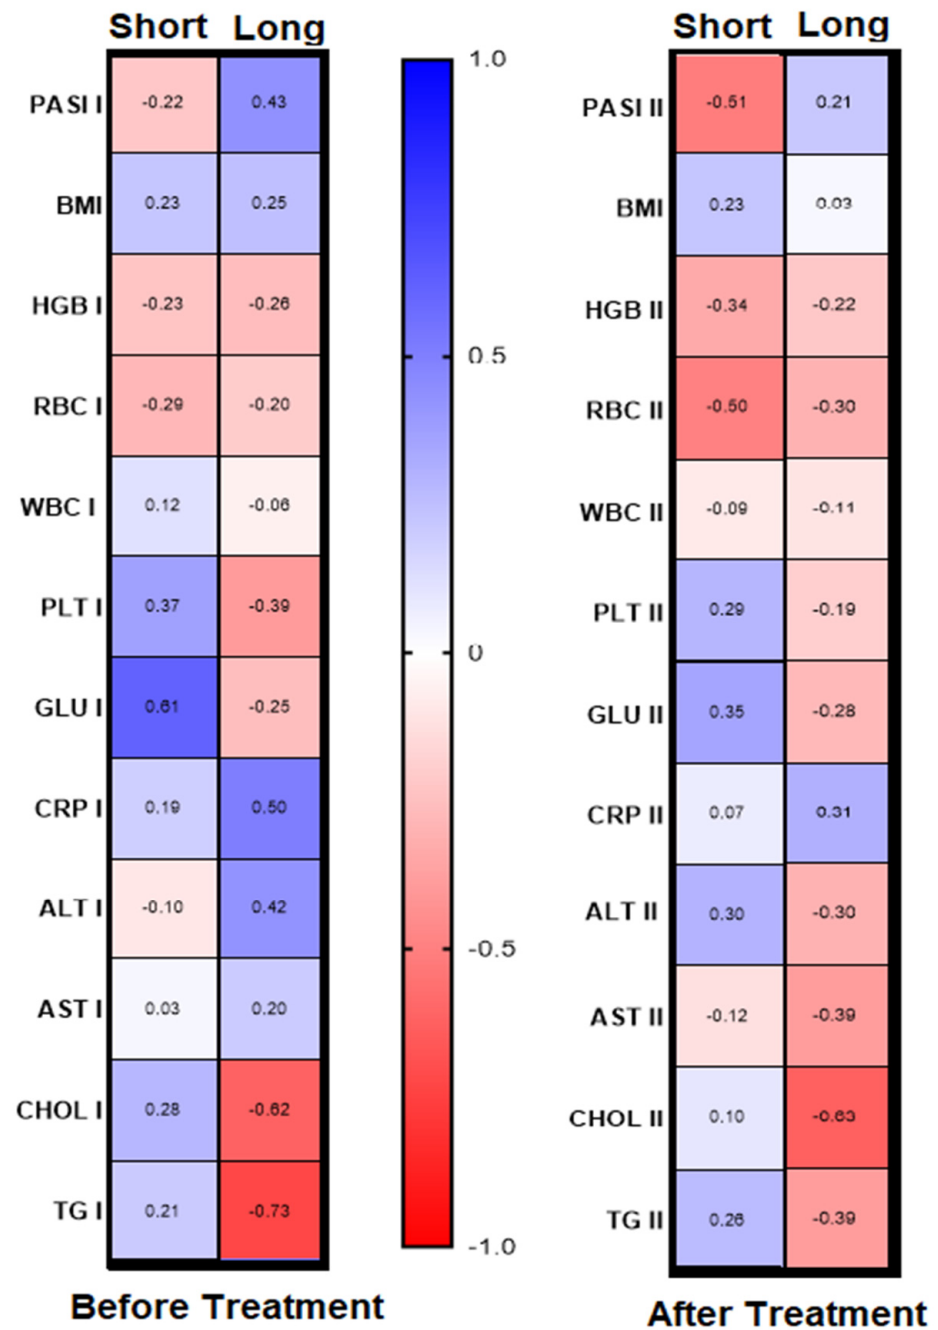 Short Long
PASI I -0.22 0.43
BMI 0.23 0.25
HGB I -0.23 -0.26
RBC I -0.29 -0.20
WBC I 0.12 -0.06
PLT I 0.37 -0.39
GLU I 0.61 -0.25
CRP I 0.19 0.50
ALT I -0.10 0.42
AST I 0.03 0.20
CHOL I 0.28 -0.62
TG I 0.21 -0.73
Before Treatment
1.0
0.5
0
-0.5
-1.0
Short Long
PASI II -0.51 0.21
BMI 0.23 0.03
HGB II -0.34 -0.22
RBC II -0.50 -0.30
WBC II -0.09 -0.11
PLT II 0.29 -0.19
GLU II 0.35 -0.28
CRP II 0.07 0.31
ALT II 0.30 -0.30
AST II -0.12 -0.39
CHOL II 0.10 -0.63
TG II 0.26 -0.39
After Treatment